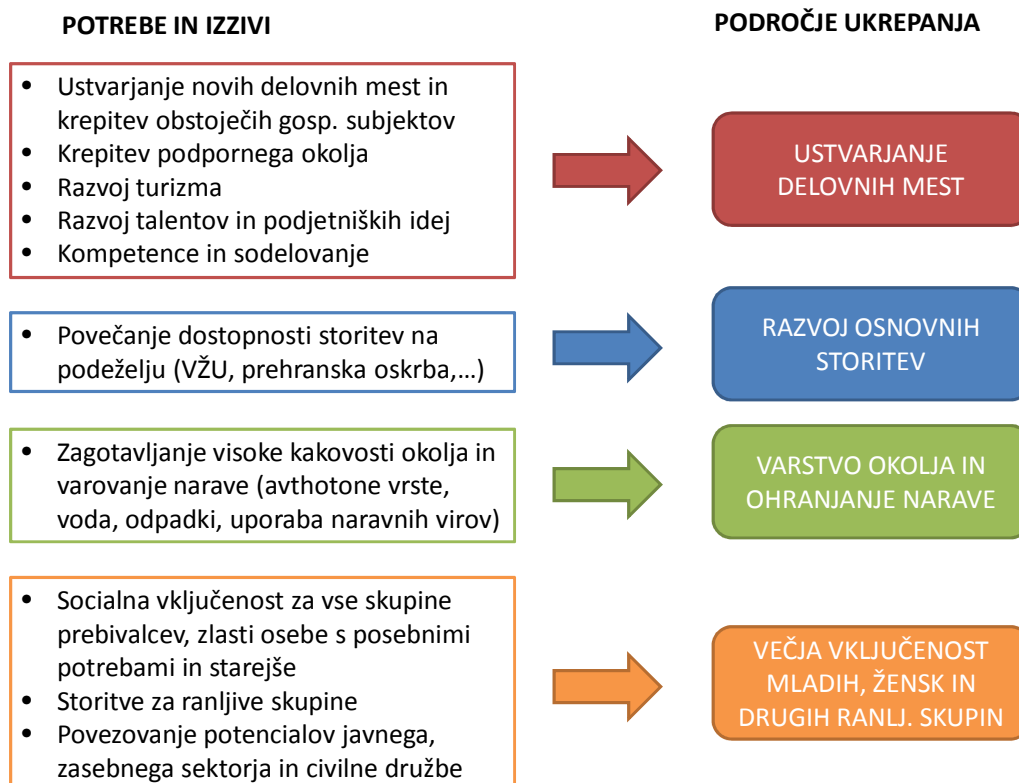 POTREBE IN IZZIVI
PODROČJE UKREPANJA
• Ustvarjanje novih delovnih mest in
krepitev obstoječih gosp. subjektov
• Krepitev podpornega okolja
• Razvoj turizma
• Razvoj talentov in podjetniških idej
• Kompetence in sodelovanje
USTVARJANJE
DELOVNIH MEST
• Povečanje dostopnosti storitev na
podeželju (VŽU, prehranska oskrba,…)
RAZVOJ OSNOVNIH
STORITEV
• Zagotavljanje visoke kakovosti okolja in
varovanje narave (avthotone vrste,
voda, odpadki, uporaba naravnih virov)
VARSTVO OKOLJA IN
OHRANJANJE NARAVE
• Socialna vključenost za vse skupine
prebivalcev, zlasti osebe s posebnimi
potrebami in starejše
• Storitve za ranljive skupine
• Povezovanje potencialov javnega,
zasebnega sektorja in civilne družbe
VEČJA VKLJUČENOST
MLADIH, ŽENSK IN
DRUGIH RANLJ. SKUPIN